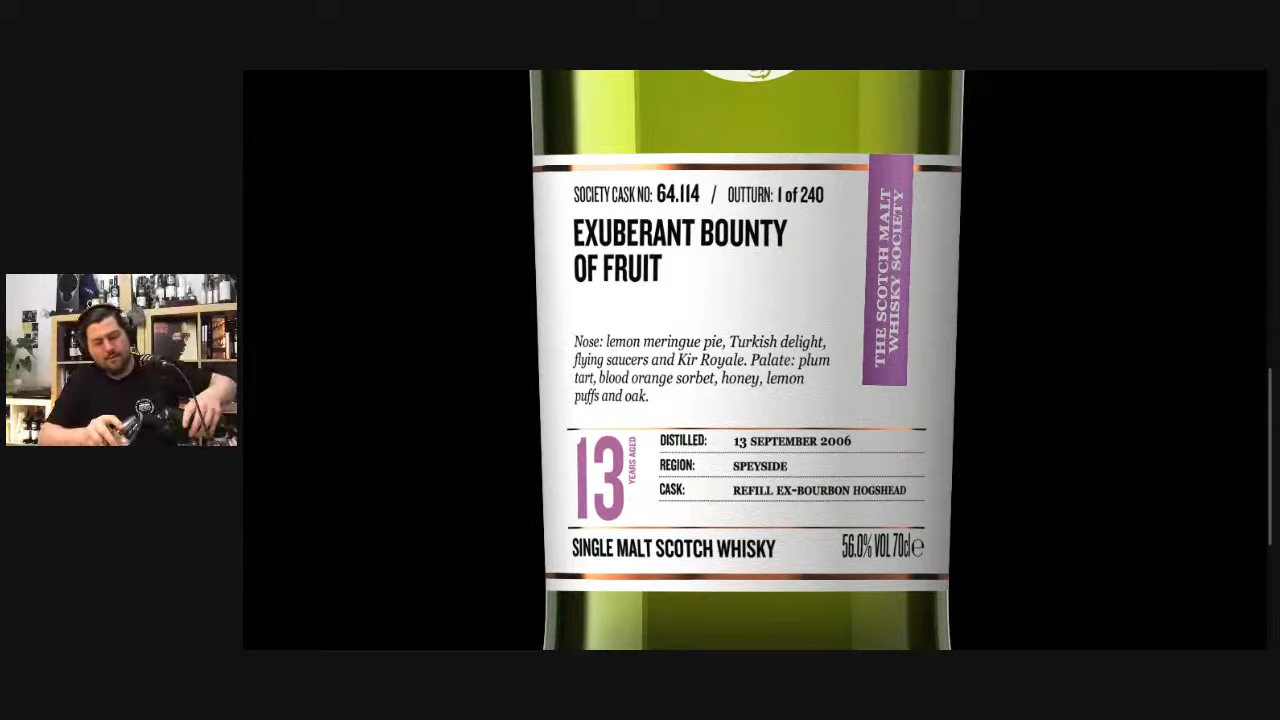 SOCIETY CASK NO: 64.114 / OUTTURN: 1 of 240
EXUBERANT BOUNTY
OF FRUIT
THE SCOTCH MALT
WHISKY SOCIETY
Nose: lemon meringue pie, Turkish delight,
flying saucers and Kir Royale. Palate: plum
tart, blood orange sorbet, honey, lemon
puffs and oak.
13 YEARS AGED
DISTILLED: 13 SEPTEMBER 2006
REGION: SPEYSIDE
CASK: REFILL EX-BOURBON HOGSHEAD
SINGLE MALT SCOTCH WHISKY 56.0% VOL 70cl℮